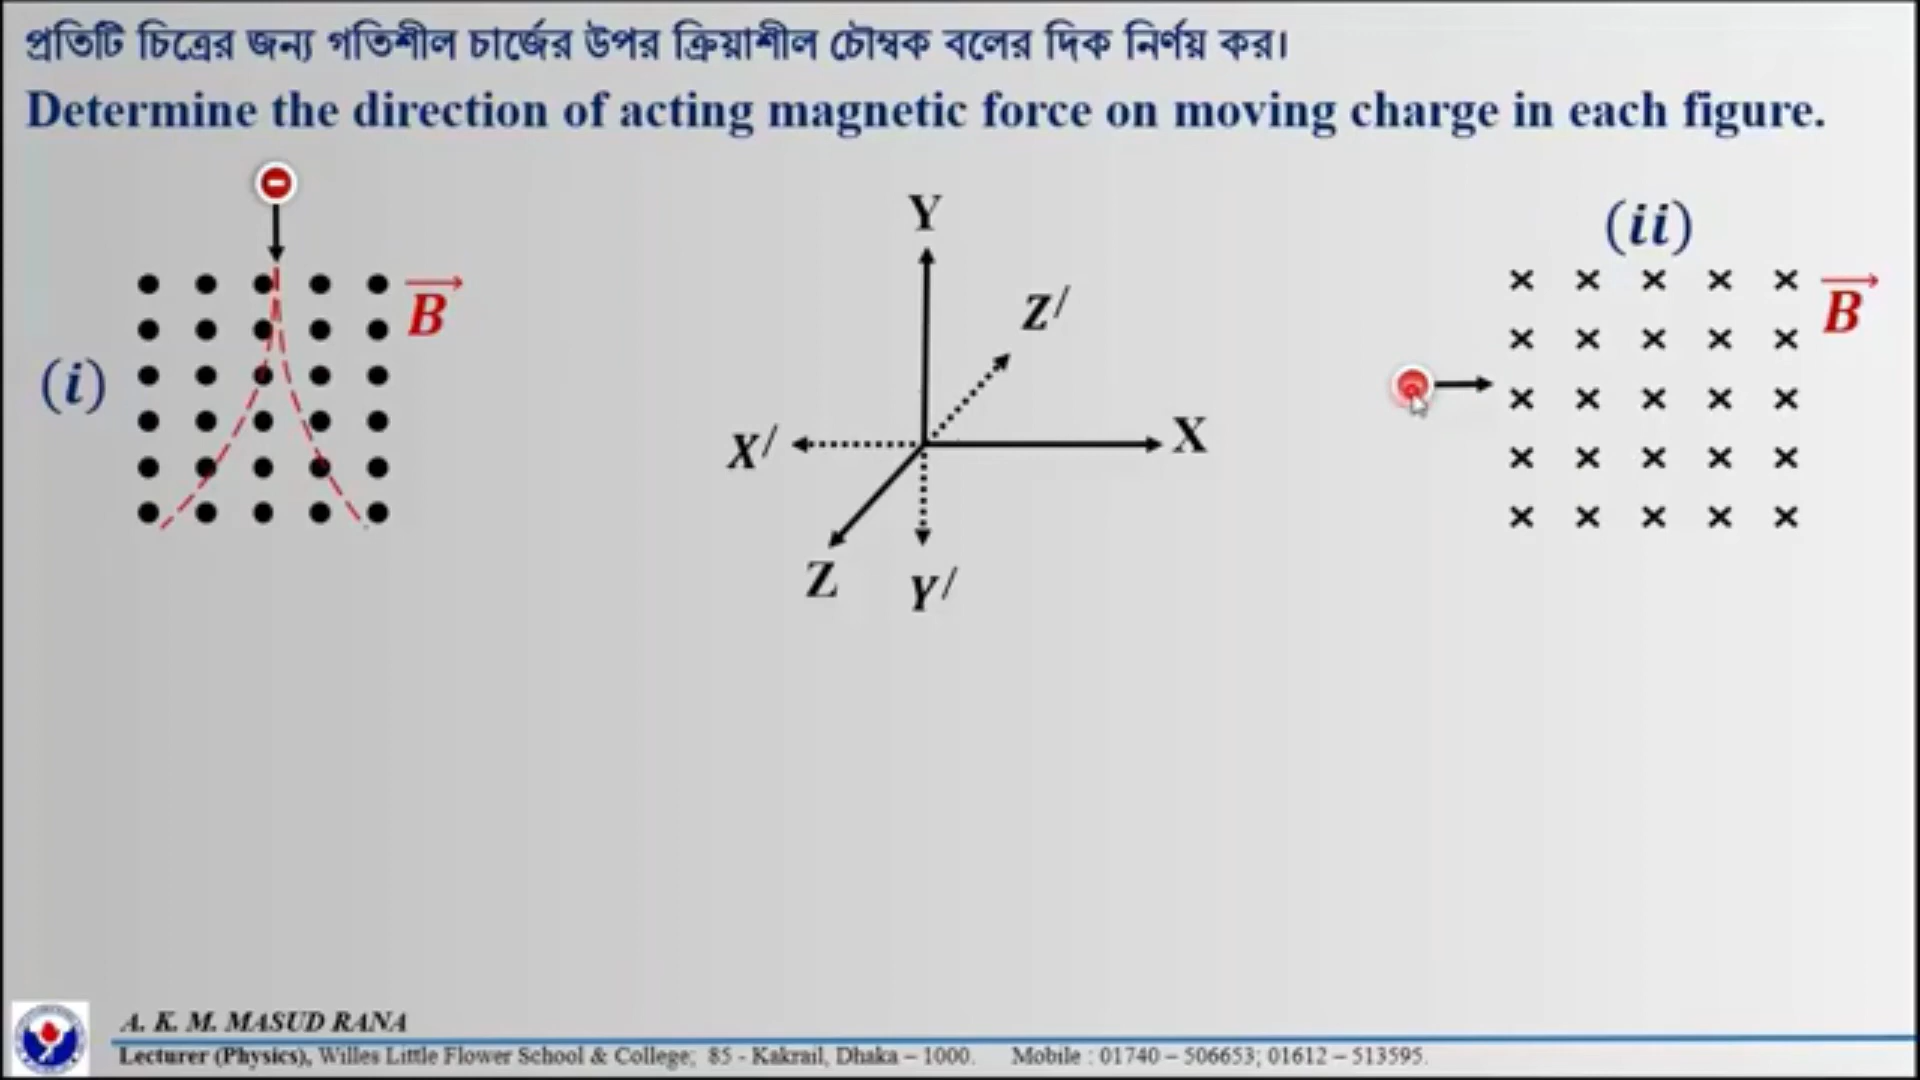 প্রতিটি চিত্রের জন্য গতিশীল চার্জের উপর ক্রিয়াশীল চৌম্বক বলের দিক নির্ণয় কর।
Determine the direction of acting magnetic force on moving charge in each figure.
(i)
B
Y
Z/
X/
X
Z
Y/
(ii)
B
A. K. M. MASUD RANA
Lecturer (Physics), Willes Little Flower School & College; 85 - Kakrail, Dhaka – 1000. Mobile : 01740 – 506653; 01612 – 513595.